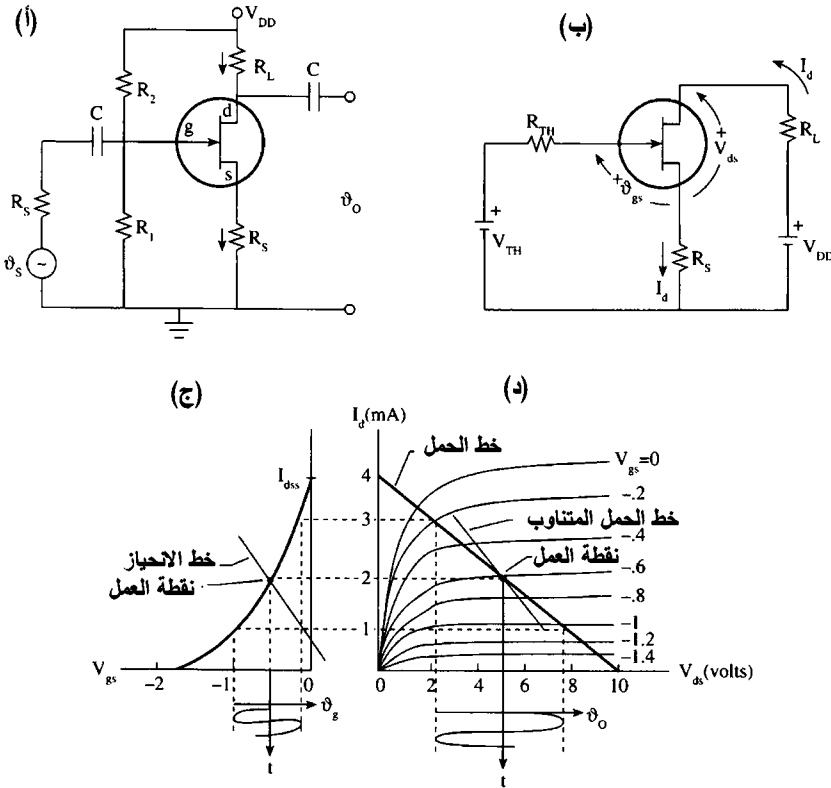 (أ)
V_DD
R_L
C
R_2
C
d
g
s
R_S
R_1
R_S
ϑ_S
~
ϑ_O
(ب)
I_d
R_TH
+
V_ds
R_L
+
ϑ_gs
+
V_TH
R_S
+
V_DD
I_d
(ج)
I_dss
خط الانحياز
نقطة العمل
V_gs
−2
−1
0
ϑ_g
t
(د)
I_d(mA)
خط الحمل
4
3
2
1
V_gs=0
−.2
خط الحمل المتناوب
−.4
نقطة العمل
−.6
−.8
−1
−1.2
−1.4
0
2
4
6
8
10
V_ds(volts)
ϑ_O
t